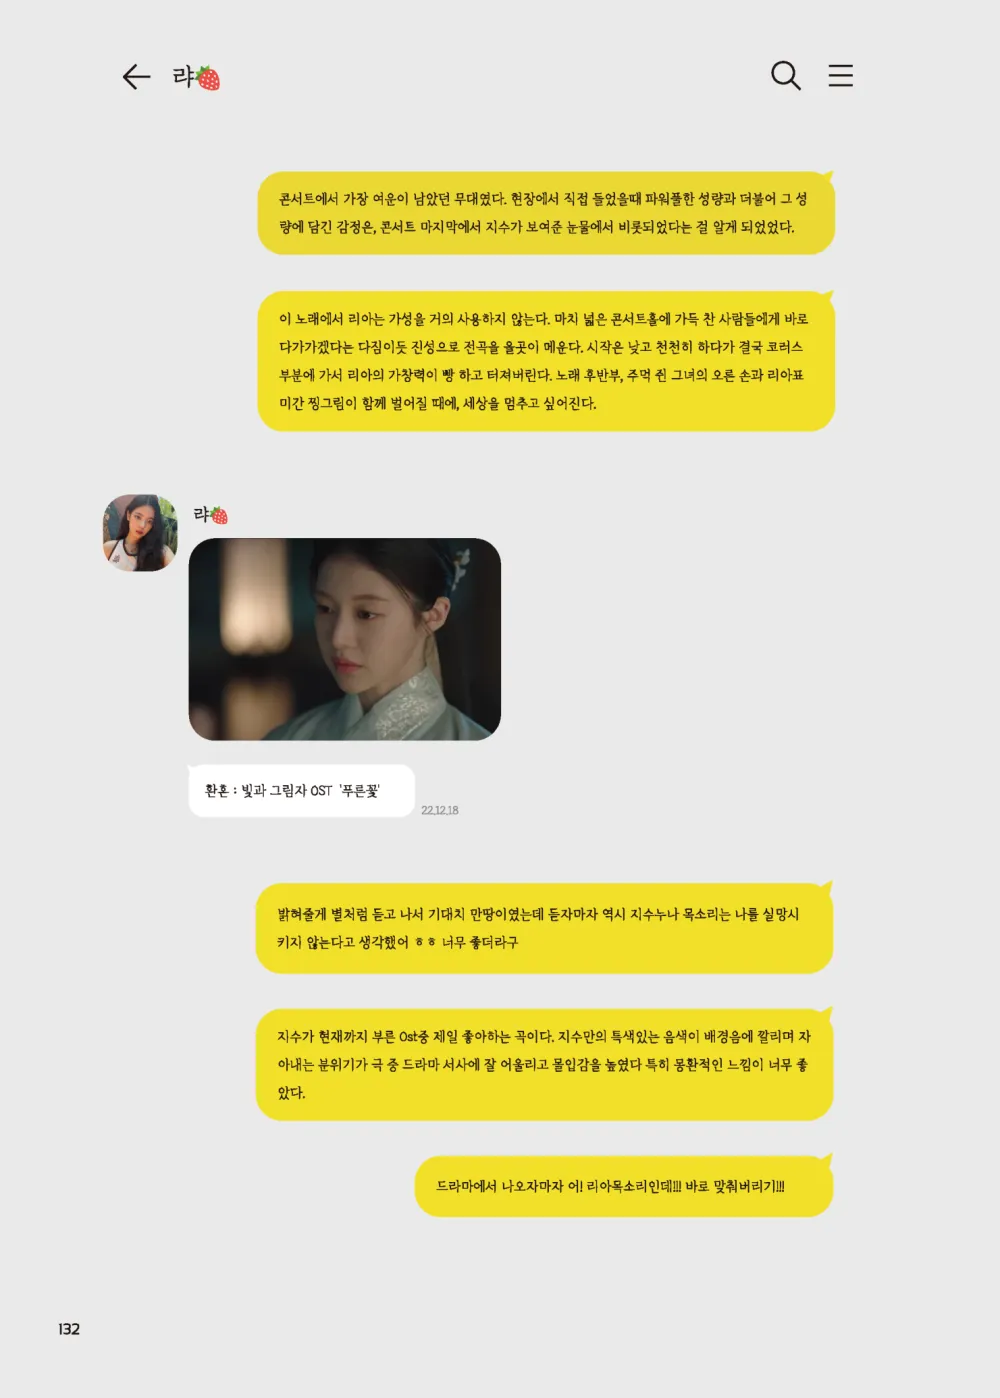 랴🍓
콘서트에서 가장 여운이 남았던 무대였다. 현장에서 직접 들었을때 파워풀한 성량과 더불어 그 성
량에 담긴 감정은, 콘서트 마지막에서 지수가 보여준 눈물에서 비롯되었다는 걸 알게 되었었다.
이 노래에서 리아는 가성을 거의 사용하지 않는다. 마치 넓은 콘서트홀에 가득 찬 사람들에게 바로
다가가겠다는 다짐이듯 진성으로 전곡을 올곳이 메운다. 시작은 낮고 천천히 하다가 결국 코러스
부분에 가서 리아의 가창력이 빵 하고 터져버린다. 노래 후반부, 주먹 쥔 그녀의 오른 손과 리아표
미간 찡그림이 함께 벌어질 때에, 세상을 멈추고 싶어진다.
랴🍓
환혼 : 빛과 그림자 OST '푸른꽃'
22.12.18
밝혀줄게 별처럼 듣고 나서 기대치 만땅이였는데 듣자마자 역시 지수누나 목소리는 나를 실망시
키지 않는다고 생각했어 ㅎㅎ 너무 좋더라구
지수가 현재까지 부른 Ost중 제일 좋아하는 곡이다. 지수만의 특색있는 음색이 배경음에 깔리며 자
아내는 분위기가 극 중 드라마 서사에 잘 어울리고 몰입감을 높였다 특히 몽환적인 느낌이 너무 좋
았다.
드라마에서 나오자마자 어! 리아목소리인데!!! 바로 맞춰버리기!!!
132